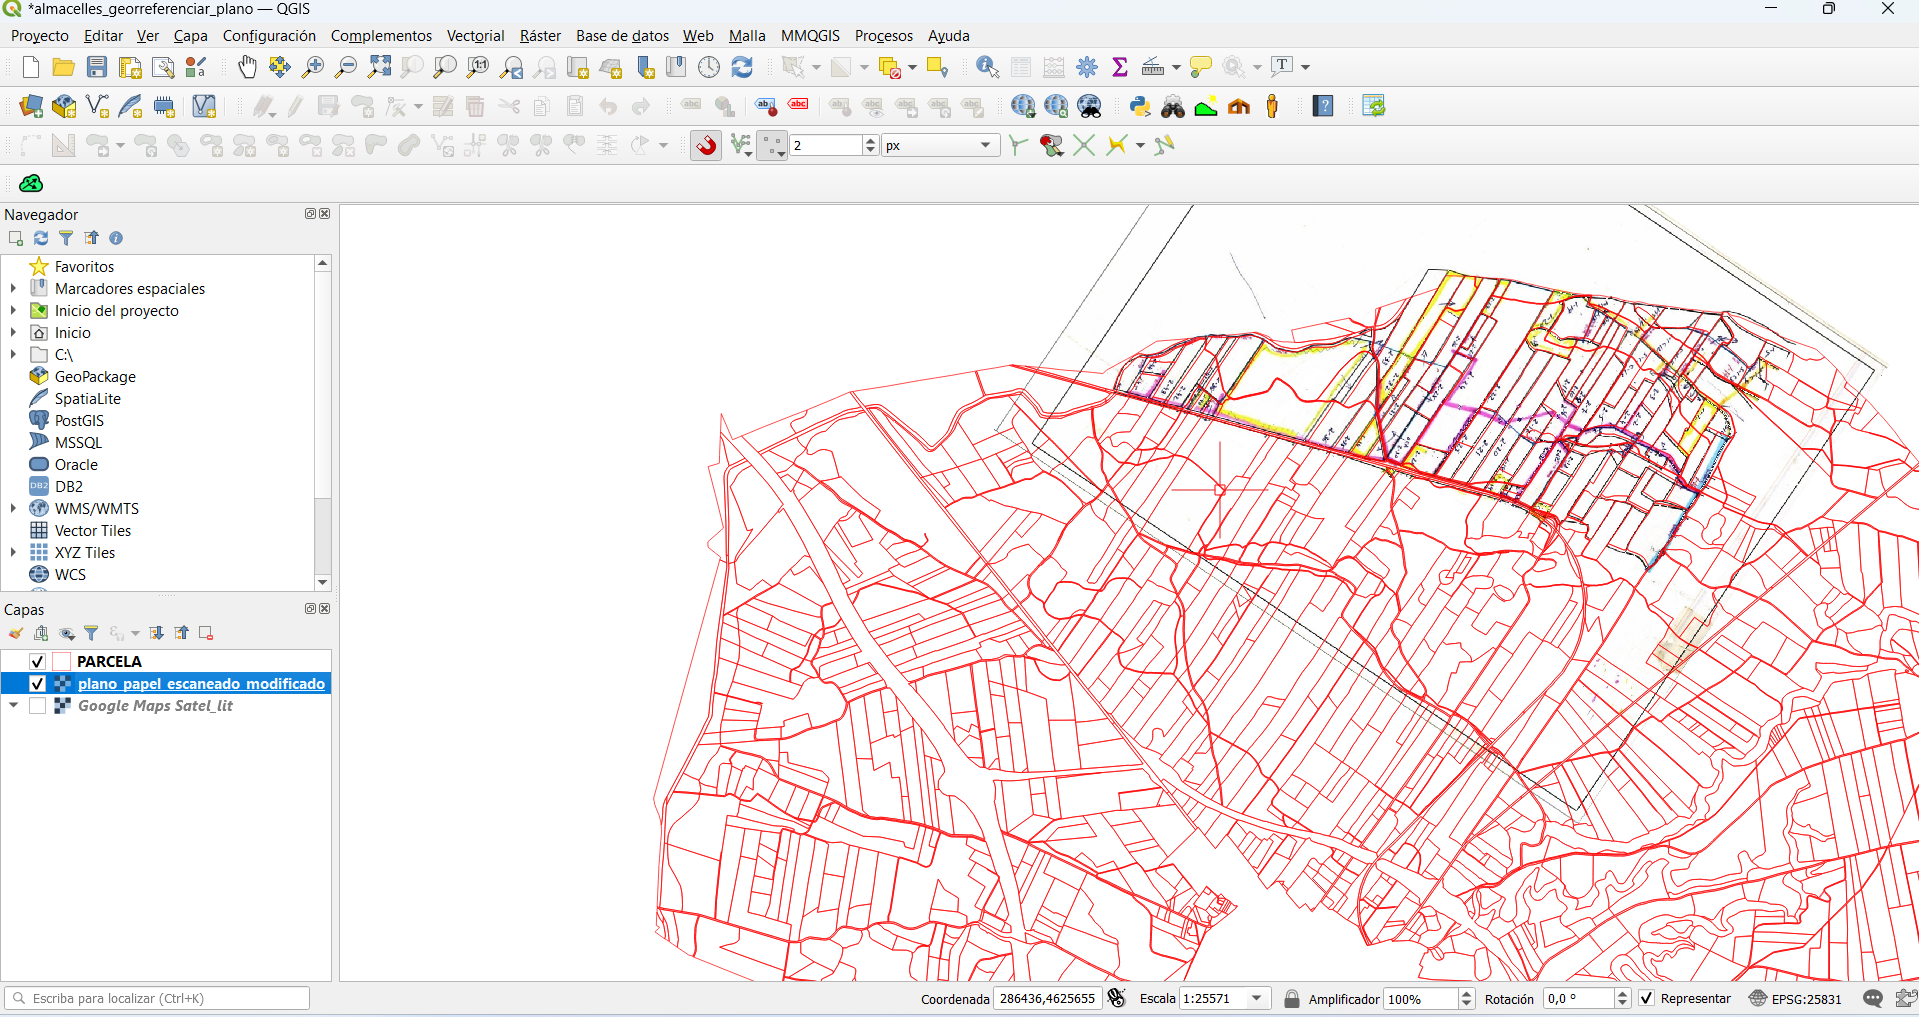 *almacelles_georreferenciar_plano — QGIS
Proyecto Editar Ver Capa Configuración Complementos Vectorial Ráster Base de datos Web Malla MMQGIS Procesos Ayuda
2 px
Navegador
Favoritos
Marcadores espaciales
Inicio del proyecto
Inicio
C:\
GeoPackage
SpatiaLite
PostGIS
MSSQL
Oracle
DB2
WMS/WMTS
Vector Tiles
XYZ Tiles
WCS
Capas
PARCELA
plano_papel_escaneado_modificado
Google Maps Satel_lit
Escriba para localizar (Ctrl+K) Coordenada 286436,4625655 Escala 1:25571 Amplificador 100% Rotación 0,0 ° Representar EPSG:25831